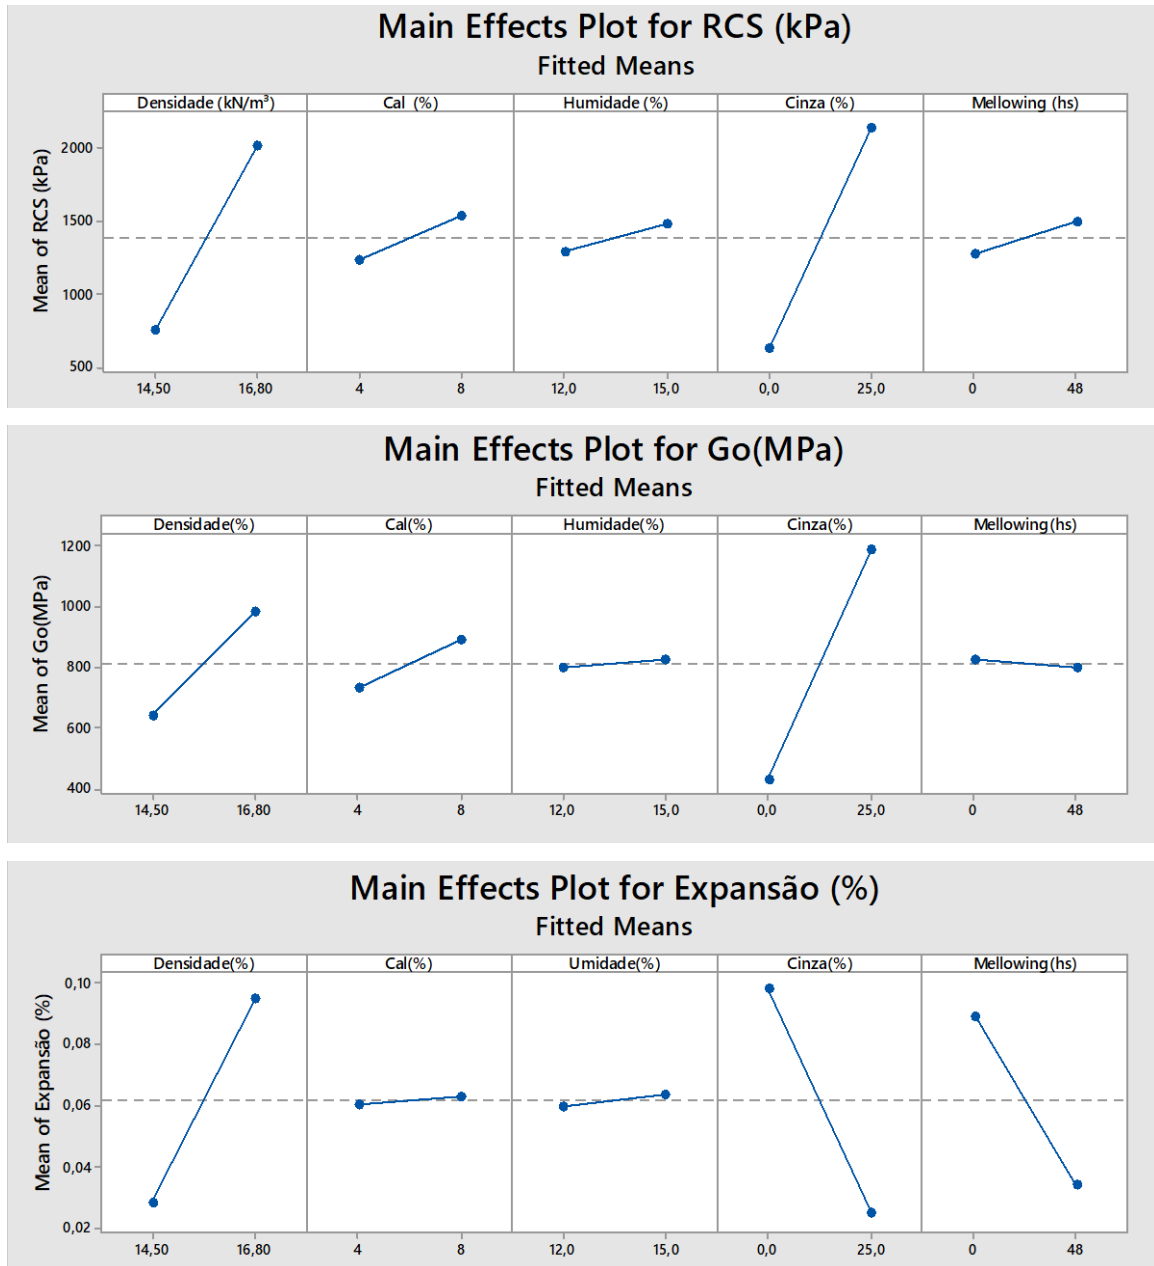 Main Effects Plot for RCS (kPa)
Fitted Means
Densidade (kN/m³) Cal (%) Humidade (%) Cinza (%) Mellowing (hs)
Mean of RCS (kPa)
2000
1500
1000
500
14,50 16,80 4 8 12,0 15,0 0,0 25,0 0 48
Main Effects Plot for Go(MPa)
Fitted Means
Densidade(%) Cal(%) Humidade(%) Cinza(%) Mellowing(hs)
Mean of Go(MPa)
1200
1000
800
600
400
14,50 16,80 4 8 12,0 15,0 0,0 25,0 0 48
Main Effects Plot for Expansão (%)
Fitted Means
Densidade(%) Cal(%) Umidade(%) Cinza(%) Mellowing(hs)
Mean of Expansão (%)
0,10
0,08
0,06
0,04
0,02
14,50 16,80 4 8 12,0 15,0 0,0 25,0 0 48